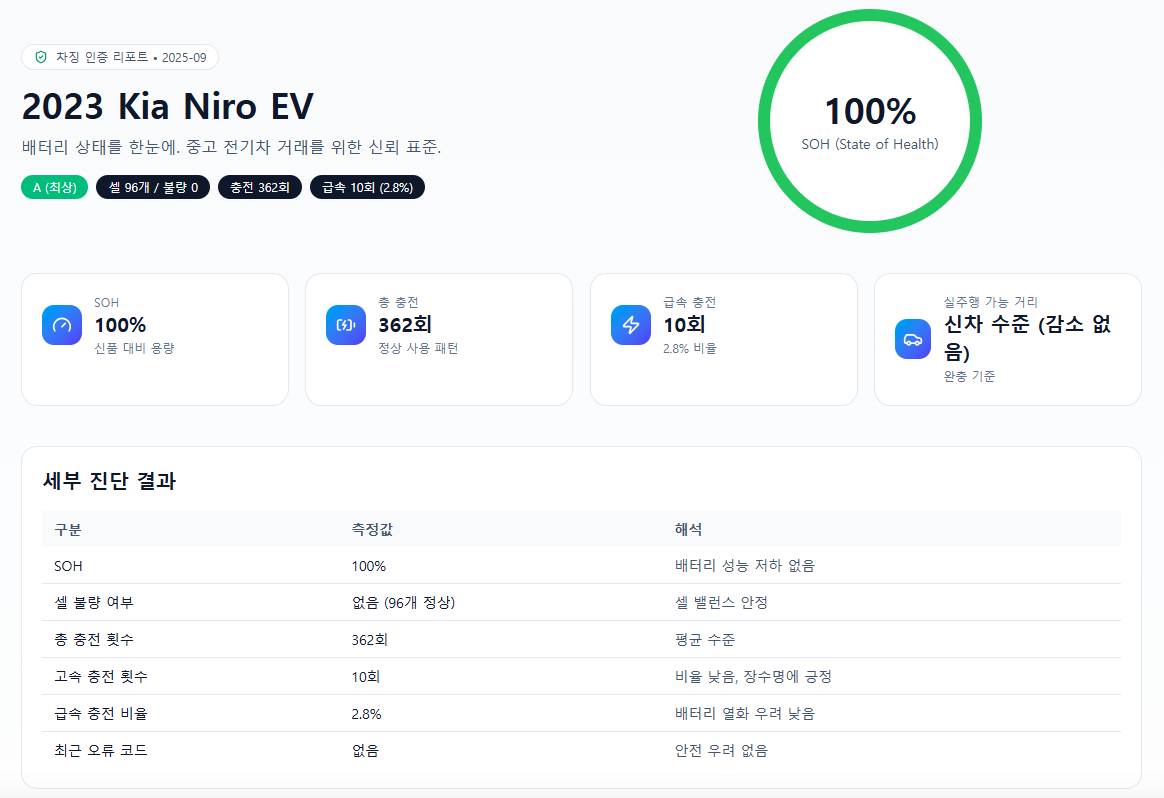 차징 인증 리포트 • 2025-09
2023 Kia Niro EV
배터리 상태를 한눈에. 중고 전기차 거래를 위한 신뢰 표준.
A (최상) 셀 96개 / 불량 0 충전 362회 급속 10회 (2.8%)
100%
SOH (State of Health)
SOH
100%
신품 대비 용량
총 충전
362회
정상 사용 패턴
급속 충전
10회
2.8% 비율
실주행 가능 거리
신차 수준 (감소 없
음)
완충 기준
세부 진단 결과
구분 측정값 해석
SOH 100% 배터리 성능 저하 없음
셀 불량 여부 없음 (96개 정상) 셀 밸런스 안정
총 충전 횟수 362회 평균 수준
고속 충전 횟수 10회 비율 낮음, 장수명에 긍정
급속 충전 비율 2.8% 배터리 열화 우려 낮음
최근 오류 코드 없음 안전 우려 없음